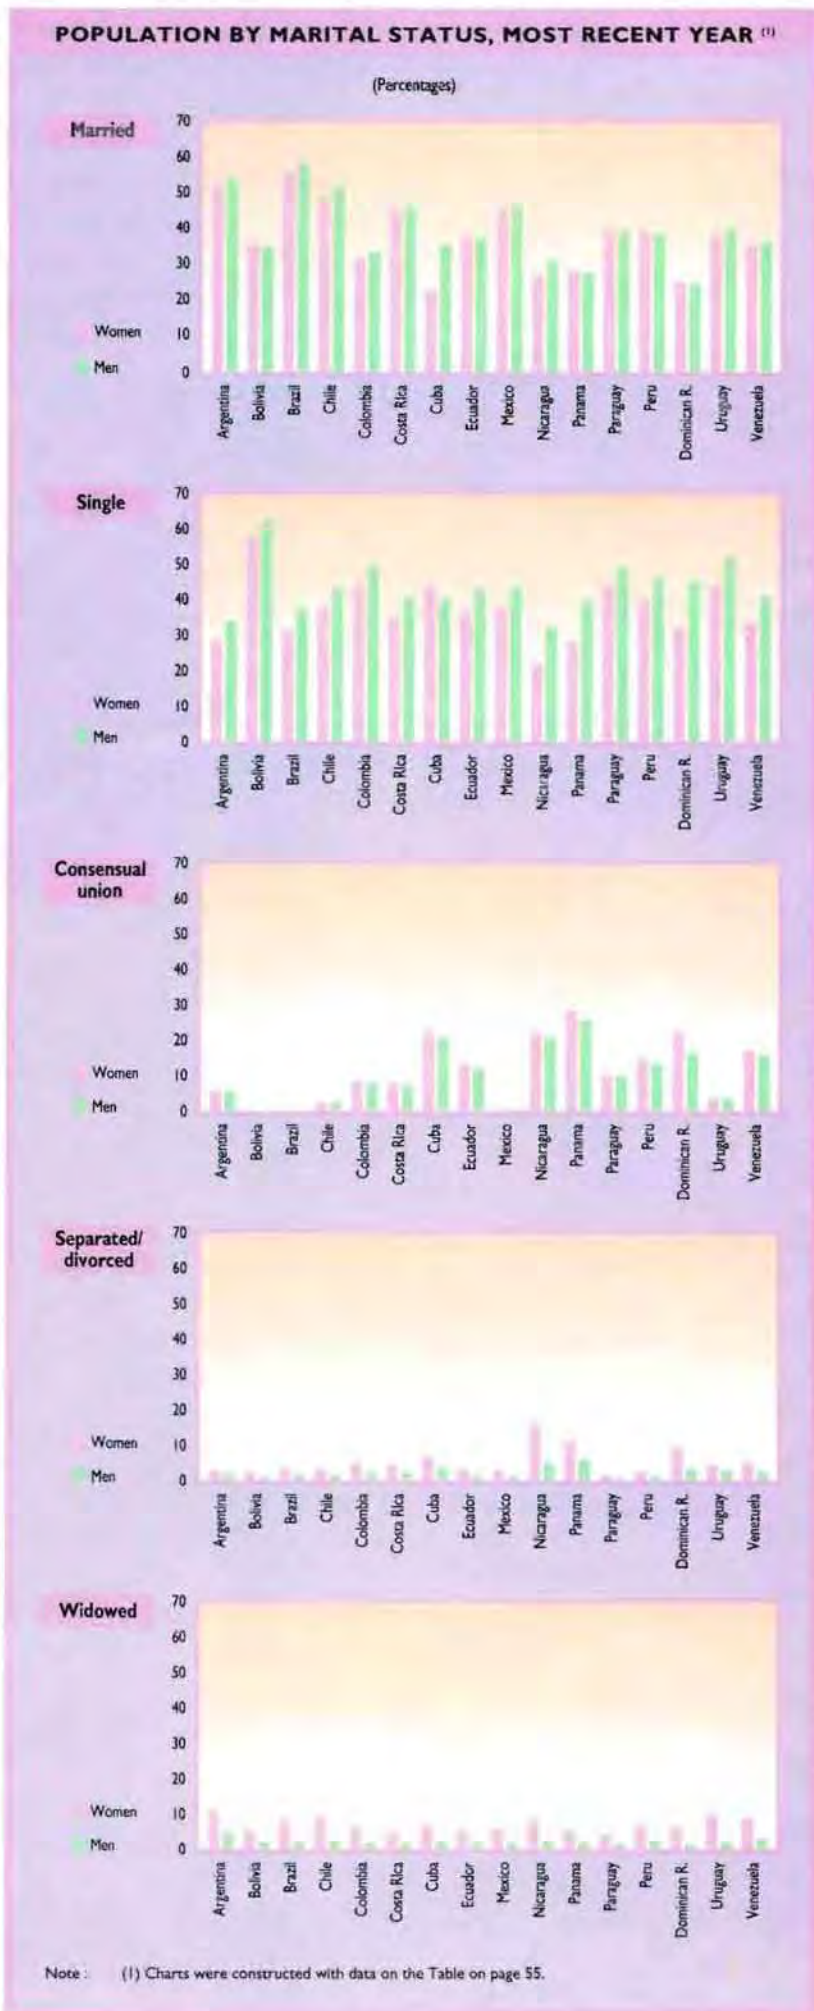 POPULATION BY MARITAL STATUS, MOST RECENT YEAR (1)
(Percentages)
Married
70
60
50
40
30
20
10
0
Women
Men
Argentina
Bolivia
Brazil
Chile
Colombia
Costa Rica
Cuba
Ecuador
Mexico
Nicaragua
Panama
Paraguay
Peru
Dominican R.
Uruguay
Venezuela
Single
70
60
50
40
30
20
10
0
Women
Men
Argentina
Bolivia
Brazil
Chile
Colombia
Costa Rica
Cuba
Ecuador
Mexico
Nicaragua
Panama
Paraguay
Peru
Dominican R.
Uruguay
Venezuela
Consensual
union
70
60
50
40
30
20
10
0
Women
Men
Argentina
Bolivia
Brazil
Chile
Colombia
Costa Rica
Cuba
Ecuador
Mexico
Nicaragua
Panama
Paraguay
Peru
Dominican R.
Uruguay
Venezuela
Separated/
divorced
70
60
50
40
30
20
10
0
Women
Men
Argentina
Bolivia
Brazil
Chile
Colombia
Costa Rica
Cuba
Ecuador
Mexico
Nicaragua
Panama
Paraguay
Peru
Dominican R.
Uruguay
Venezuela
Widowed
70
60
50
40
30
20
10
0
Women
Men
Argentina
Bolivia
Brazil
Chile
Colombia
Costa Rica
Cuba
Ecuador
Mexico
Nicaragua
Panama
Paraguay
Peru
Dominican R.
Uruguay
Venezuela
Note : (1) Charts were constructed with data on the Table on page 55.